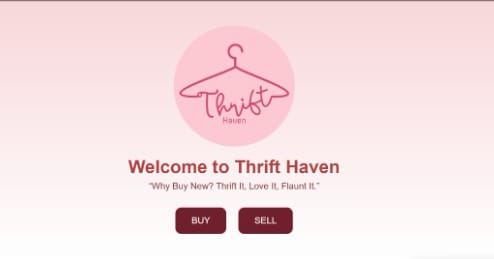 Thrift
Haven
Welcome to Thrift Haven
“Why Buy New? Thrift It, Love It, Flaunt It.”
BUY
SELL